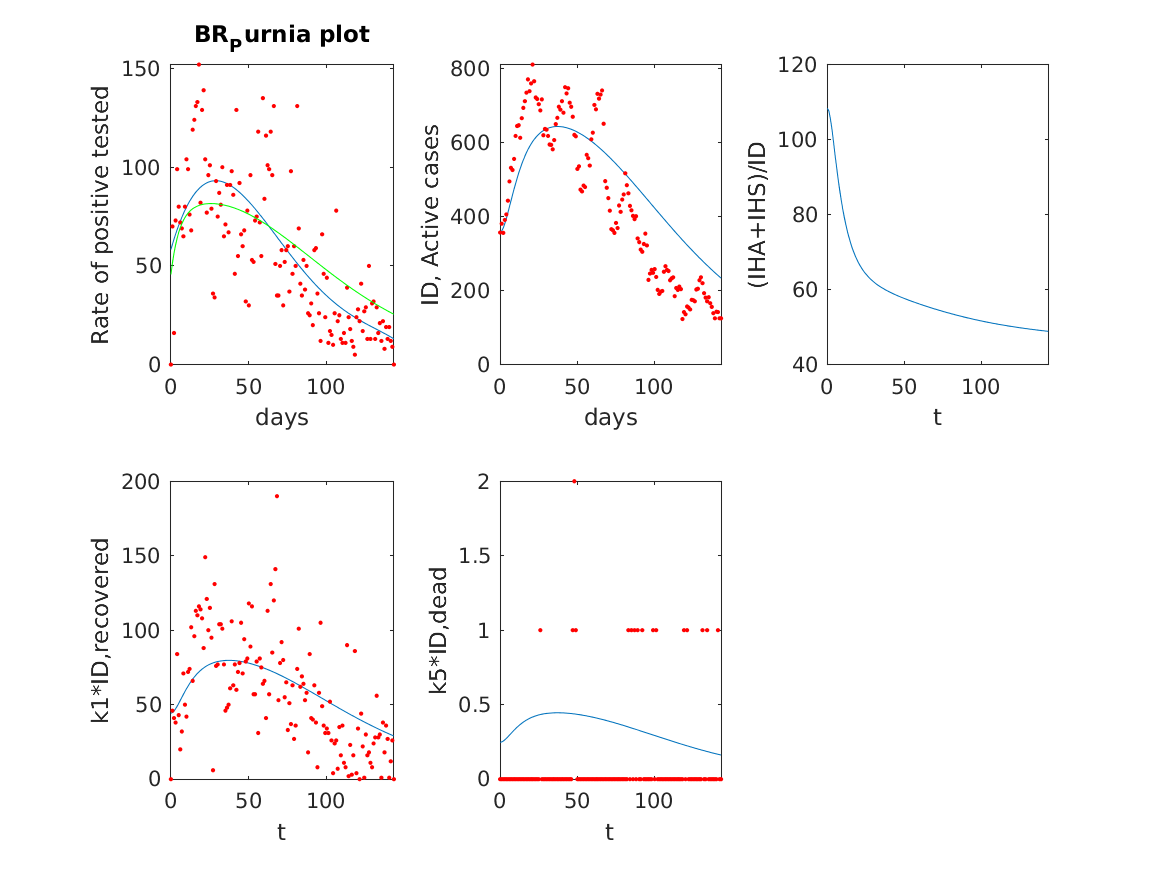 BR_Purnia plot
150
100
50
0
Rate of positive tested
0 50 100
days
800
600
400
200
0
ID, Active cases
0 50 100
days
120
100
80
60
40
(IHA+IHS)/ID
0 50 100
t
200
150
100
50
0
k1*ID,recovered
0 50 100
t
2
1.5
1
0.5
0
k5*ID,dead
0 50 100
t